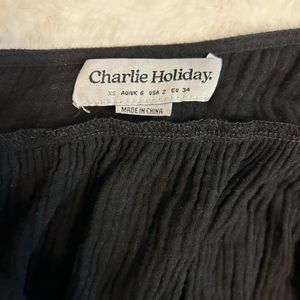 Charlie Holiday.
XS AU/UK 6 USA 2 EU 34
MADE IN CHINA